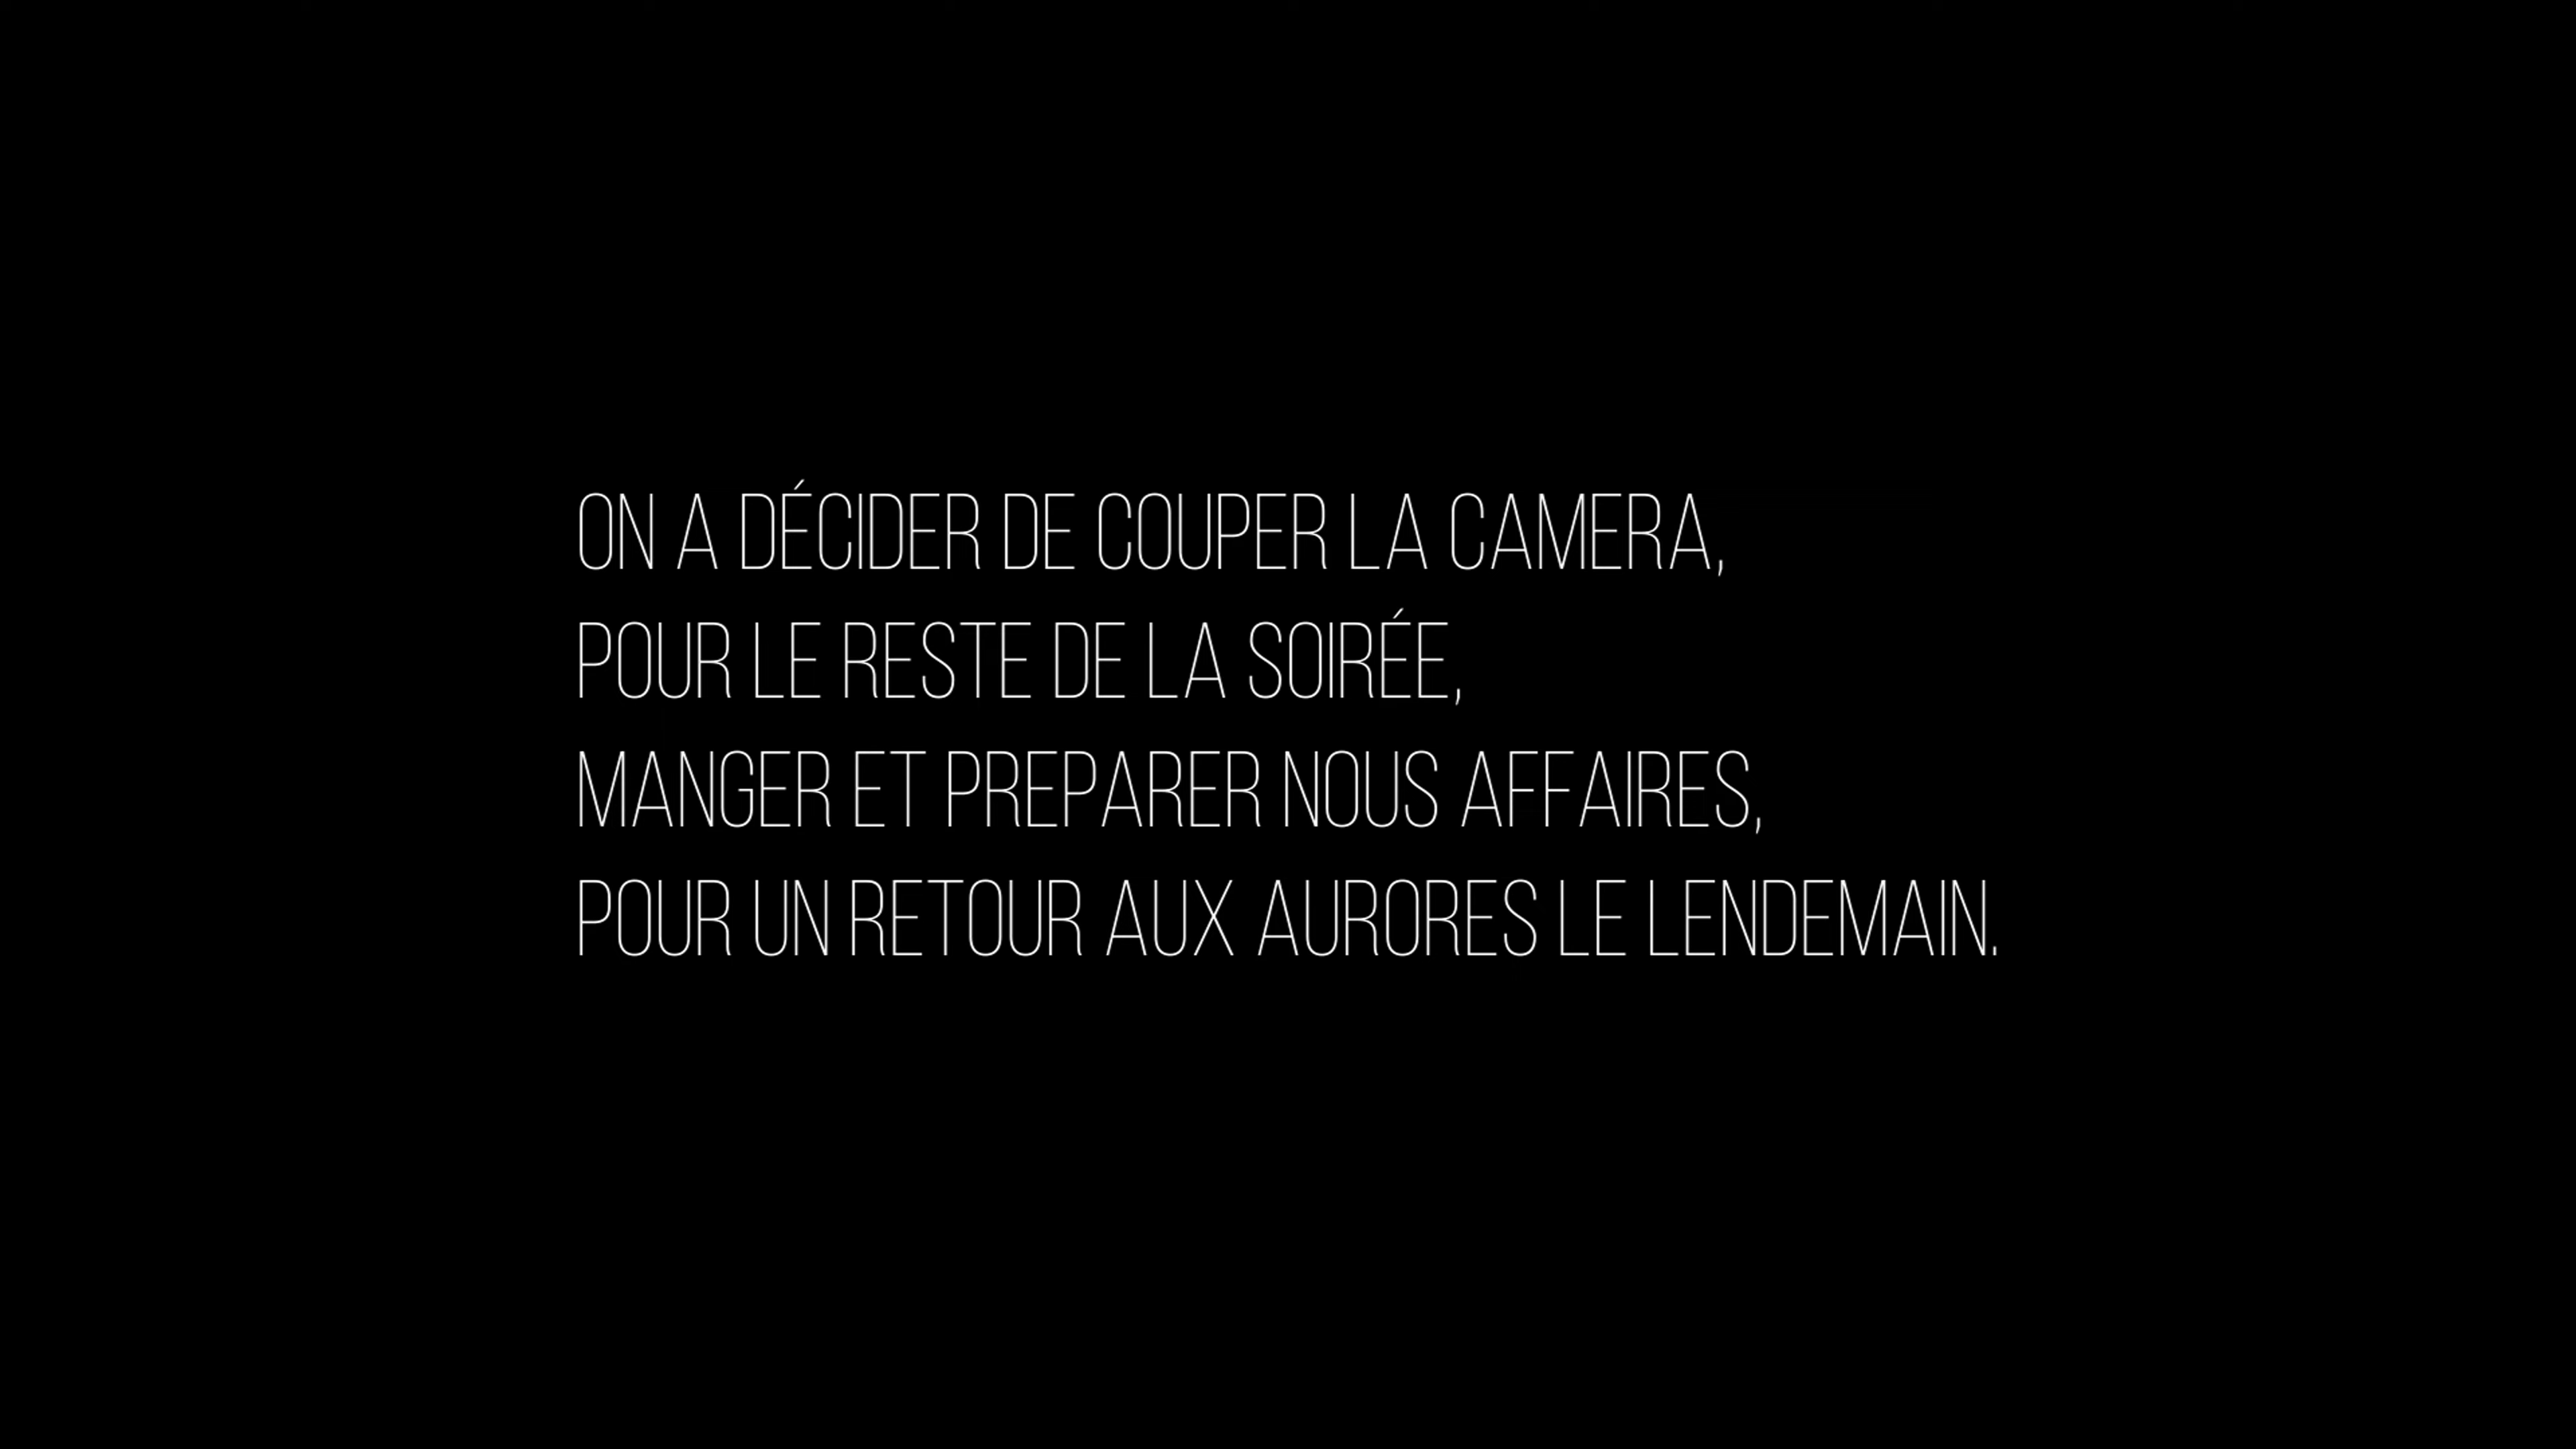 ON A DÉCIDER DE COUPER LA CAMERA,
POUR LE RESTE DE LA SOIRÉE,
MANGER ET PREPARER NOUS AFFAIRES,
POUR UN RETOUR AUX AURORES LE LENDEMAIN.